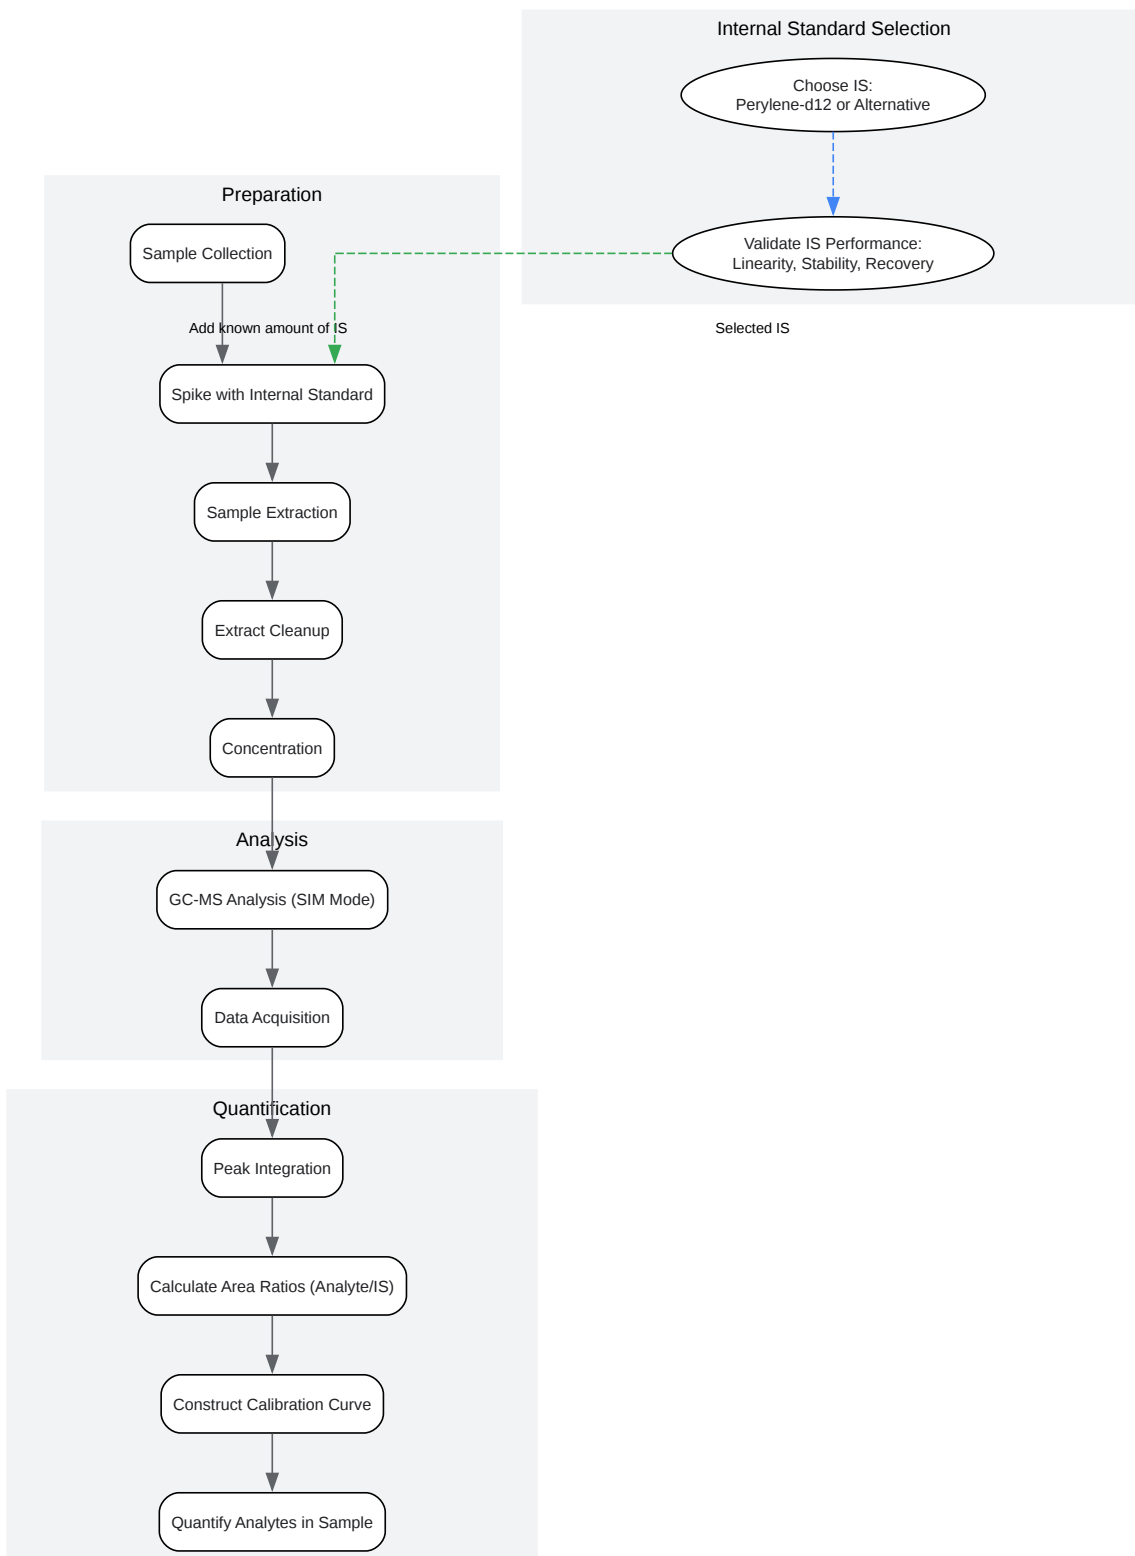 Internal Standard Selection
Choose IS:
Perylene-d12 or Alternative
Validate IS Performance:
Linearity, Stability, Recovery
Selected IS
Preparation
Sample Collection
Add known amount of IS
Spike with Internal Standard
Sample Extraction
Extract Cleanup
Concentration
Analysis
GC-MS Analysis (SIM Mode)
Data Acquisition
Quantification
Peak Integration
Calculate Area Ratios (Analyte/IS)
Construct Calibration Curve
Quantify Analytes in Sample